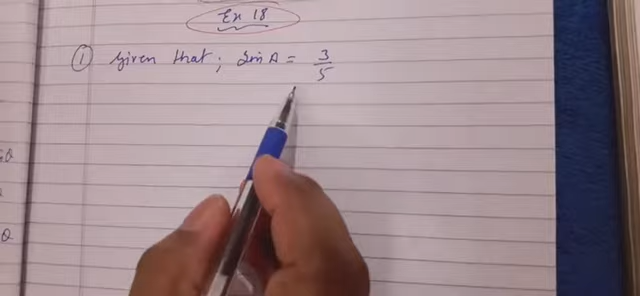 Ex 18
① Given that; Sin A = 3/5
θ
θ